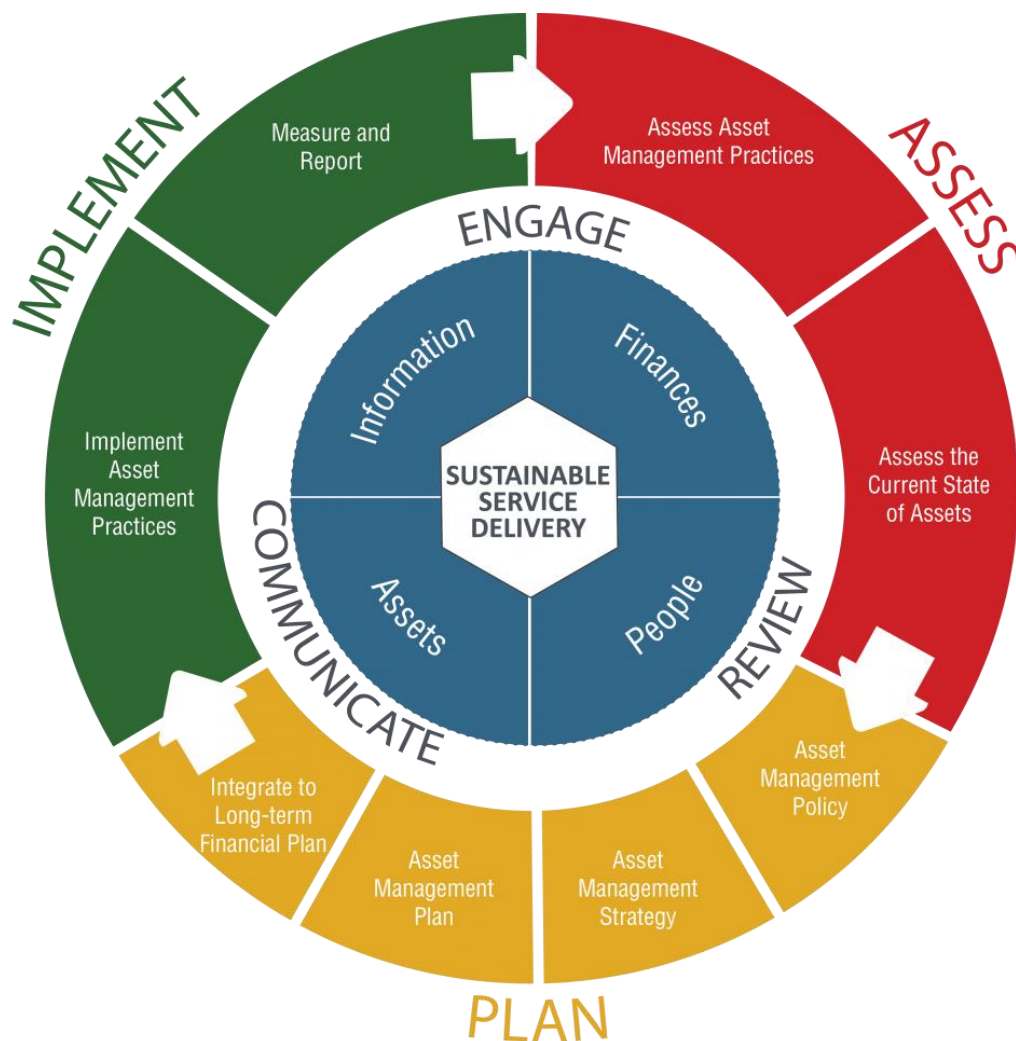 IMPLEMENT
Measure and
Report
Assess Asset
Management Practices
ASSESS
ENGAGE
Information
Finances
Implement
Asset
Management
Practices
SUSTAINABLE
SERVICE
DELIVERY
Assess the
Current State
of Assets
COMMUNICATE
Assets
People
REVIEW
Asset
Management
Policy
Integrate to
Long-term
Financial Plan
Asset
Management
Plan
Asset
Management
Strategy
PLAN